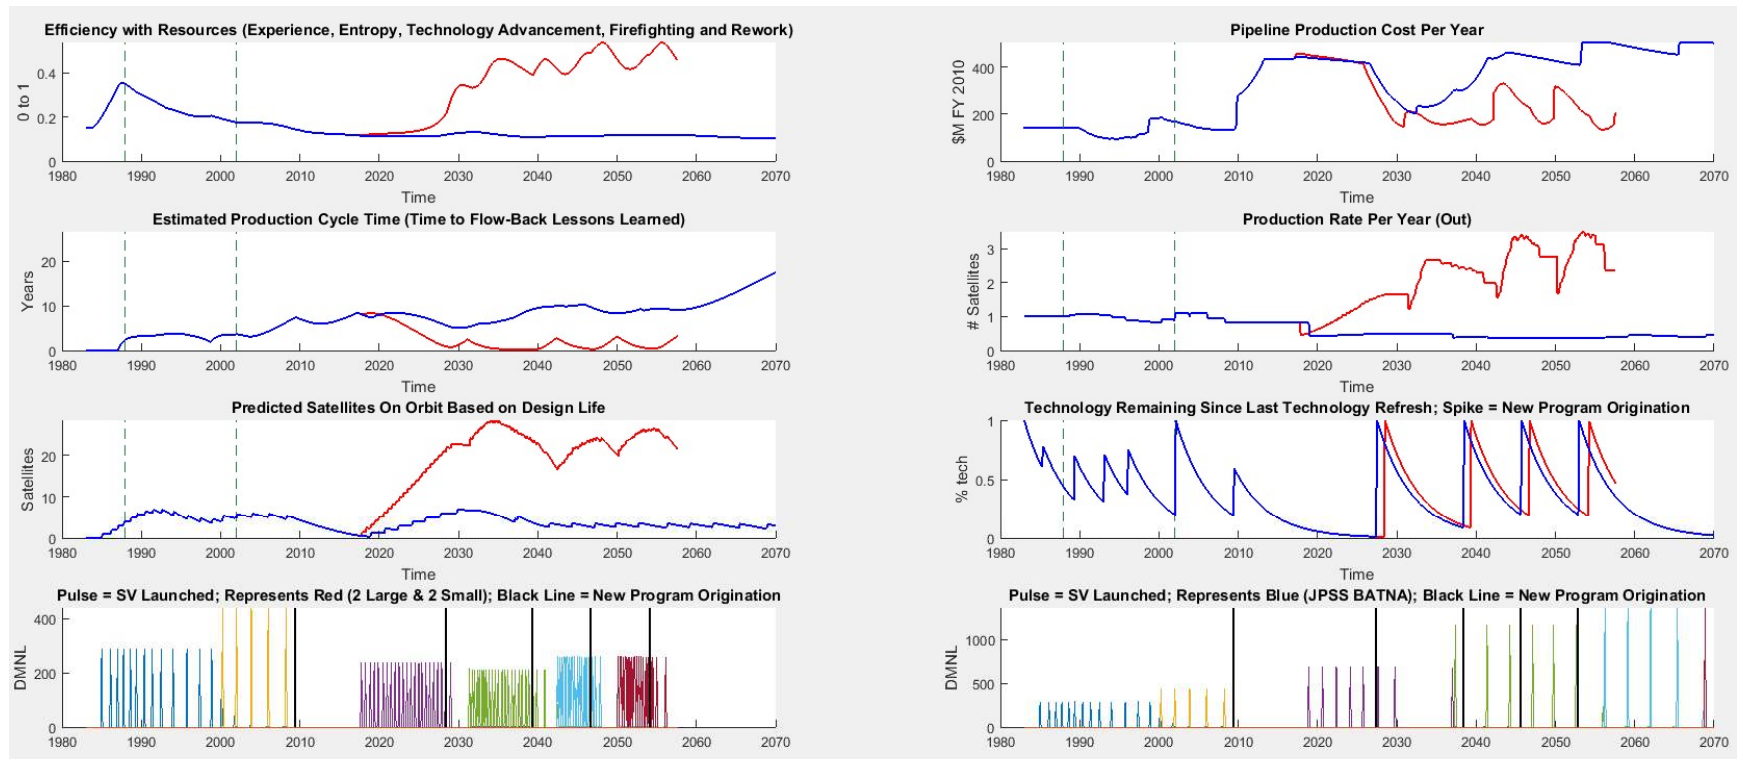 Efficiency with Resources (Experience, Entropy, Technology Advancement, Firefighting and Rework)
0 to 1
0.4
0.2
0
1980 1990 2000 2010 2020 2030 2040 2050 2060 2070
Time
Pipeline Production Cost Per Year
$M FY 2010
400
200
0
1980 1990 2000 2010 2020 2030 2040 2050 2060 2070
Time
Estimated Production Cycle Time (Time to Flow-Back Lessons Learned)
Years
20
10
0
1980 1990 2000 2010 2020 2030 2040 2050 2060 2070
Time
Production Rate Per Year (Out)
# Satellites
3
2
1
0
1980 1990 2000 2010 2020 2030 2040 2050 2060 2070
Time
Predicted Satellites On Orbit Based on Design Life
Satellites
20
10
0
1980 1990 2000 2010 2020 2030 2040 2050 2060 2070
Time
Technology Remaining Since Last Technology Refresh; Spike = New Program Origination
% tech
1
0.5
0
1980 1990 2000 2010 2020 2030 2040 2050 2060 2070
Time
Pulse = SV Launched; Represents Red (2 Large & 2 Small); Black Line = New Program Origination
DMNL
400
200
0
1980 1990 2000 2010 2020 2030 2040 2050 2060 2070
Pulse = SV Launched; Represents Blue (JPSS BATNA); Black Line = New Program Origination
DMNL
1000
500
0
1980 1990 2000 2010 2020 2030 2040 2050 2060 2070